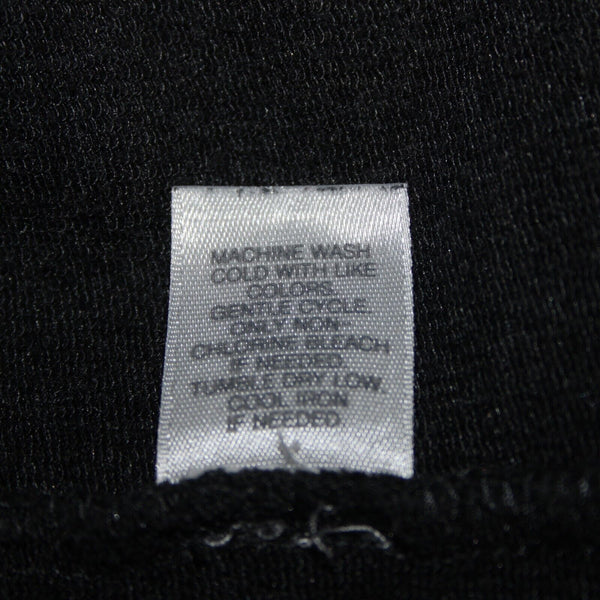 MACHINE WASH
COLD WITH LIKE
COLORS.
GENTLE CYCLE.
ONLY NON-
CHLORINE BLEACH
IF NEEDED.
TUMBLE DRY LOW.
COOL IRON
IF NEEDED.